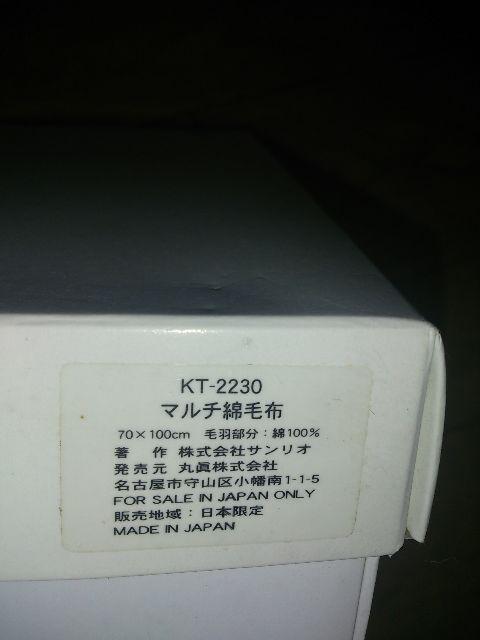 KT-2230
マルチ綿毛布
70×100cm 毛羽部分：綿100%
著 作 株式会社サンリオ
発売元 丸眞株式会社
名古屋市守山区小幡南1-1-5
FOR SALE IN JAPAN ONLY
販売地域：日本限定
MADE IN JAPAN